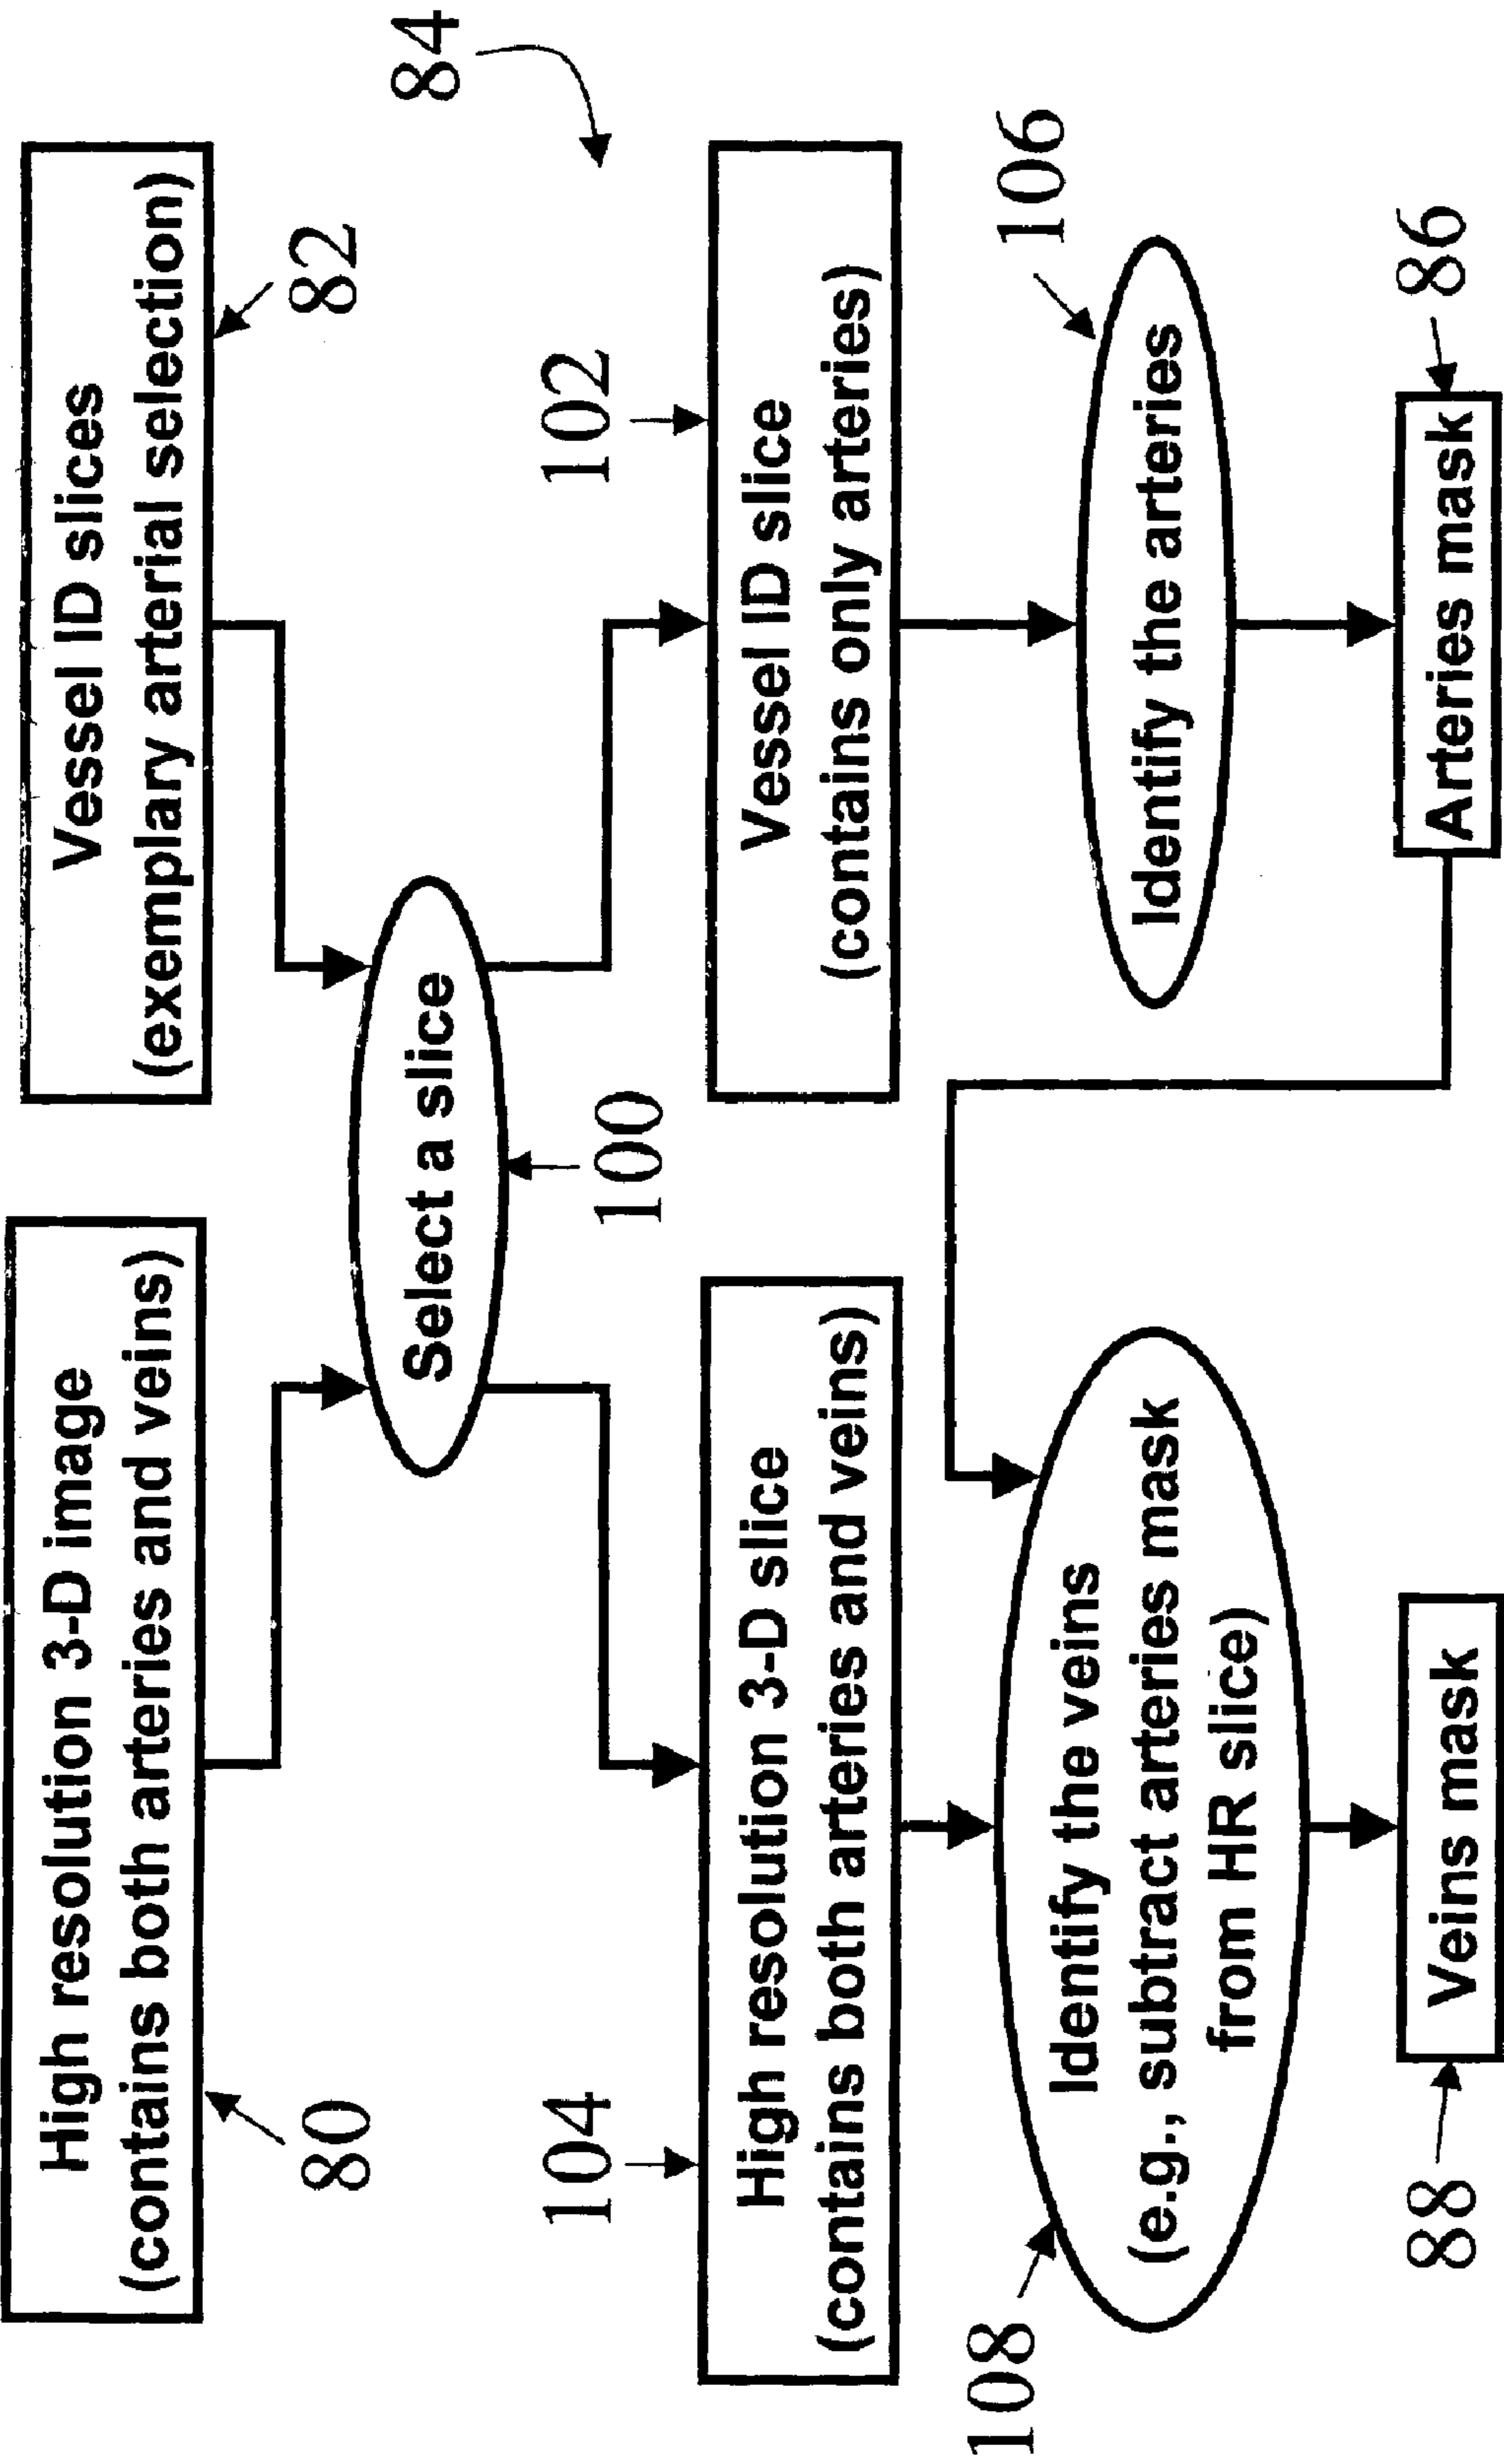 High resolution 3-D image
(contains both arteries and veins)
80
Vessel ID slices
(exemplary arterial selection)
82
84
Select a slice
100
104
High resolution 3-D slice
(contains both arteries and veins)
102
Vessel ID slice
(contains only arteries)
106
Identify the arteries
108
Identify the veins
(e.g., subtract arteries mask
from HR slice)
86
Arteries mask
88
Veins mask